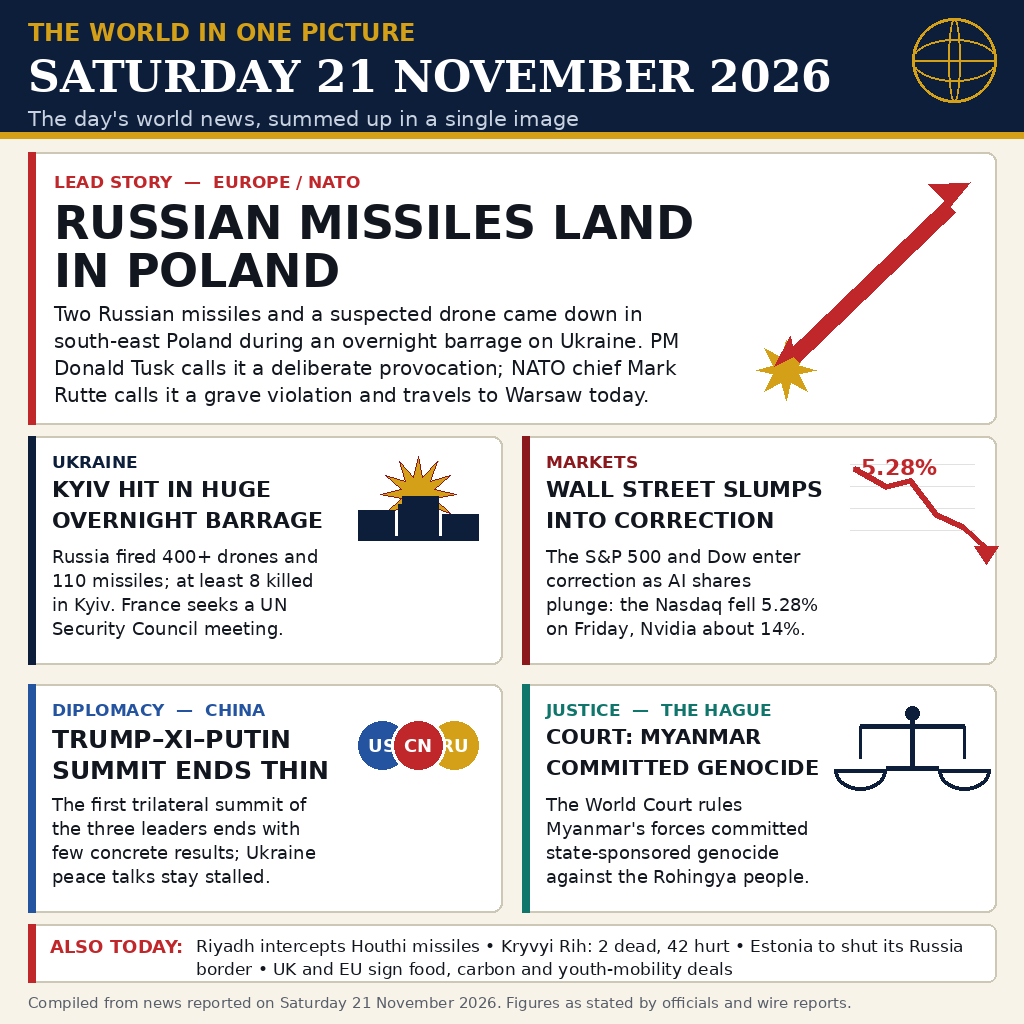 THE WORLD IN ONE PICTURE
SATURDAY 21 NOVEMBER 2026
The day's world news, summed up in a single image
LEAD STORY — EUROPE / NATO
RUSSIAN MISSILES LAND
IN POLAND
Two Russian missiles and a suspected drone came down in
south-east Poland during an overnight barrage on Ukraine. PM
Donald Tusk calls it a deliberate provocation; NATO chief Mark
Rutte calls it a grave violation and travels to Warsaw today.
UKRAINE
KYIV HIT IN HUGE
OVERNIGHT BARRAGE
Russia fired 400+ drones and
110 missiles; at least 8 killed
in Kyiv. France seeks a UN
Security Council meeting.
MARKETS
WALL STREET SLUMPS
INTO CORRECTION
The S&P 500 and Dow enter
correction as AI shares
plunge: the Nasdaq fell 5.28%
on Friday, Nvidia about 14%.
-5.28%
DIPLOMACY — CHINA
TRUMP–XI–PUTIN
SUMMIT ENDS THIN
The first trilateral summit of
the three leaders ends with
few concrete results; Ukraine
peace talks stay stalled.
US CN RU
JUSTICE — THE HAGUE
COURT: MYANMAR
COMMITTED GENOCIDE
The World Court rules
Myanmar's forces committed
state-sponsored genocide
against the Rohingya people.
ALSO TODAY: Riyadh intercepts Houthi missiles • Kryvyi Rih: 2 dead, 42 hurt • Estonia to shut its Russia
border • UK and EU sign food, carbon and youth-mobility deals
Compiled from news reported on Saturday 21 November 2026. Figures as stated by officials and wire reports.